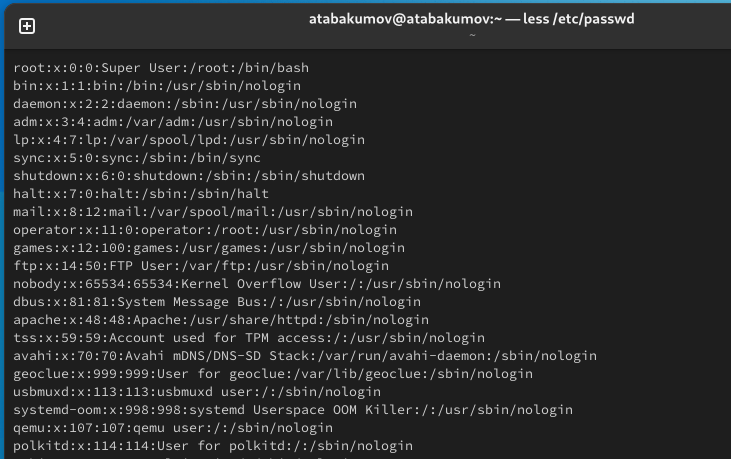 atabakumov@atabakumov:~ — less /etc/passwd
~
root:x:0:0:Super User:/root:/bin/bash
bin:x:1:1:bin:/bin:/usr/sbin/nologin
daemon:x:2:2:daemon:/sbin:/usr/sbin/nologin
adm:x:3:4:adm:/var/adm:/usr/sbin/nologin
lp:x:4:7:lp:/var/spool/lpd:/usr/sbin/nologin
sync:x:5:0:sync:/sbin:/bin/sync
shutdown:x:6:0:shutdown:/sbin:/sbin/shutdown
halt:x:7:0:halt:/sbin:/sbin/halt
mail:x:8:12:mail:/var/spool/mail:/usr/sbin/nologin
operator:x:11:0:operator:/root:/usr/sbin/nologin
games:x:12:100:games:/usr/games:/usr/sbin/nologin
ftp:x:14:50:FTP User:/var/ftp:/usr/sbin/nologin
nobody:x:65534:65534:Kernel Overflow User:/:/usr/sbin/nologin
dbus:x:81:81:System Message Bus:/:/usr/sbin/nologin
apache:x:48:48:Apache:/usr/share/httpd:/sbin/nologin
tss:x:59:59:Account used for TPM access:/:/usr/sbin/nologin
avahi:x:70:70:Avahi mDNS/DNS-SD Stack:/var/run/avahi-daemon:/sbin/nologin
geoclue:x:999:999:User for geoclue:/var/lib/geoclue:/sbin/nologin
usbmuxd:x:113:113:usbmuxd user:/:/sbin/nologin
systemd-oom:x:998:998:systemd Userspace OOM Killer:/:/usr/sbin/nologin
qemu:x:107:107:qemu user:/:/sbin/nologin
polkitd:x:114:114:User for polkitd:/:/sbin/nologin